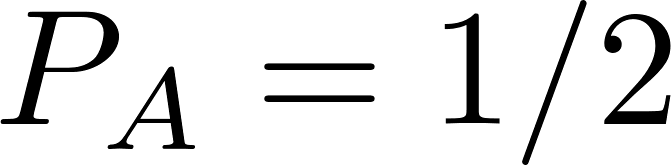 P_A = 1/2